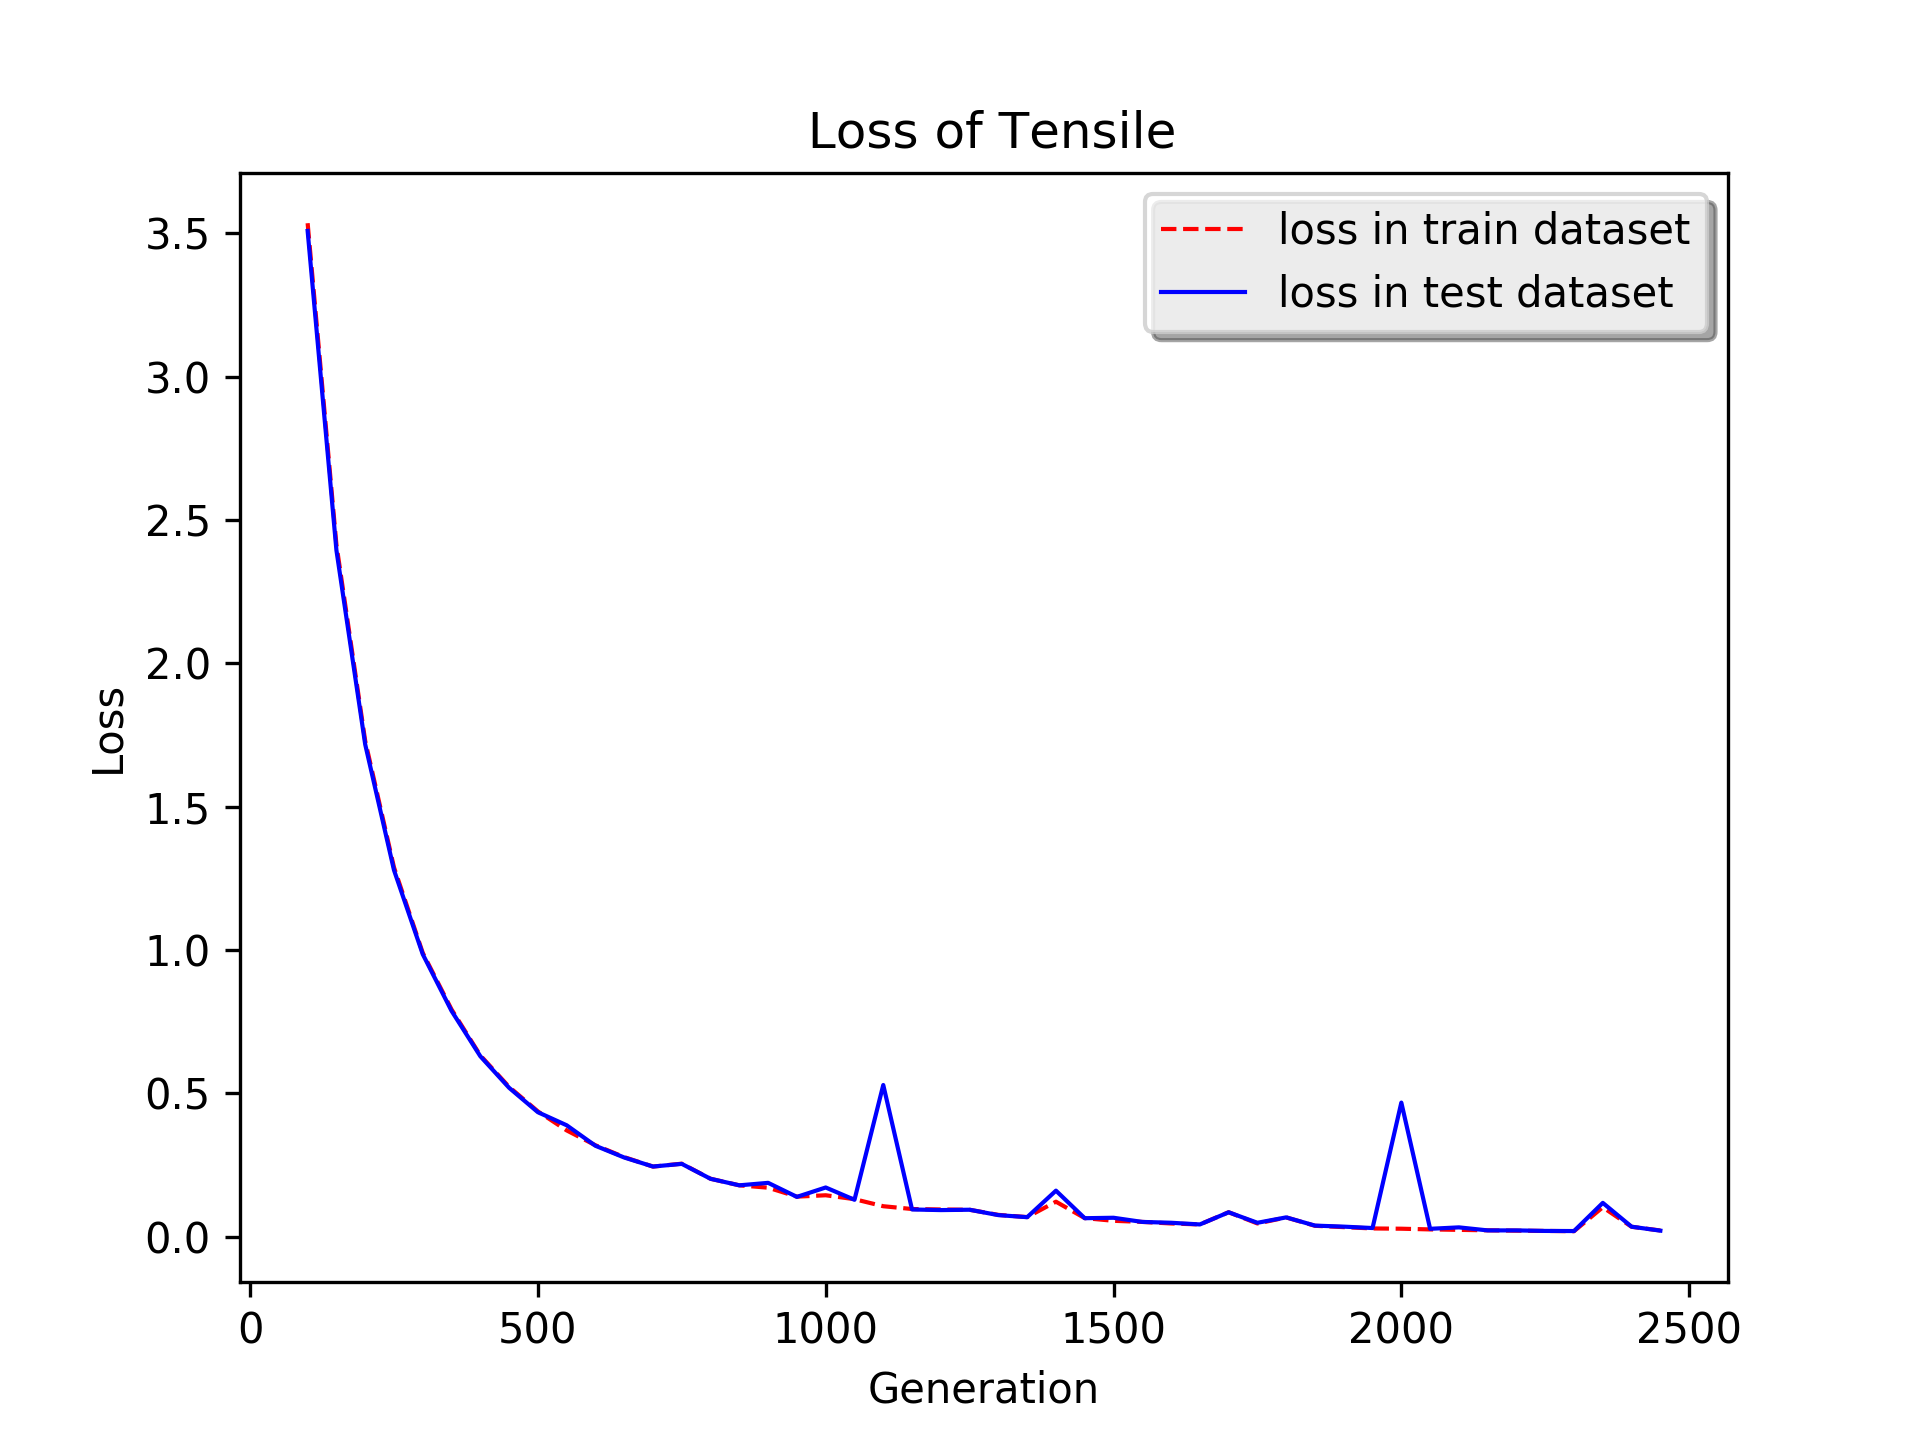 Loss of Tensile
loss in train dataset
loss in test dataset
3.5
3.0
2.5
2.0
1.5
1.0
0.5
0.0
Loss
0 500 1000 1500 2000 2500
Generation